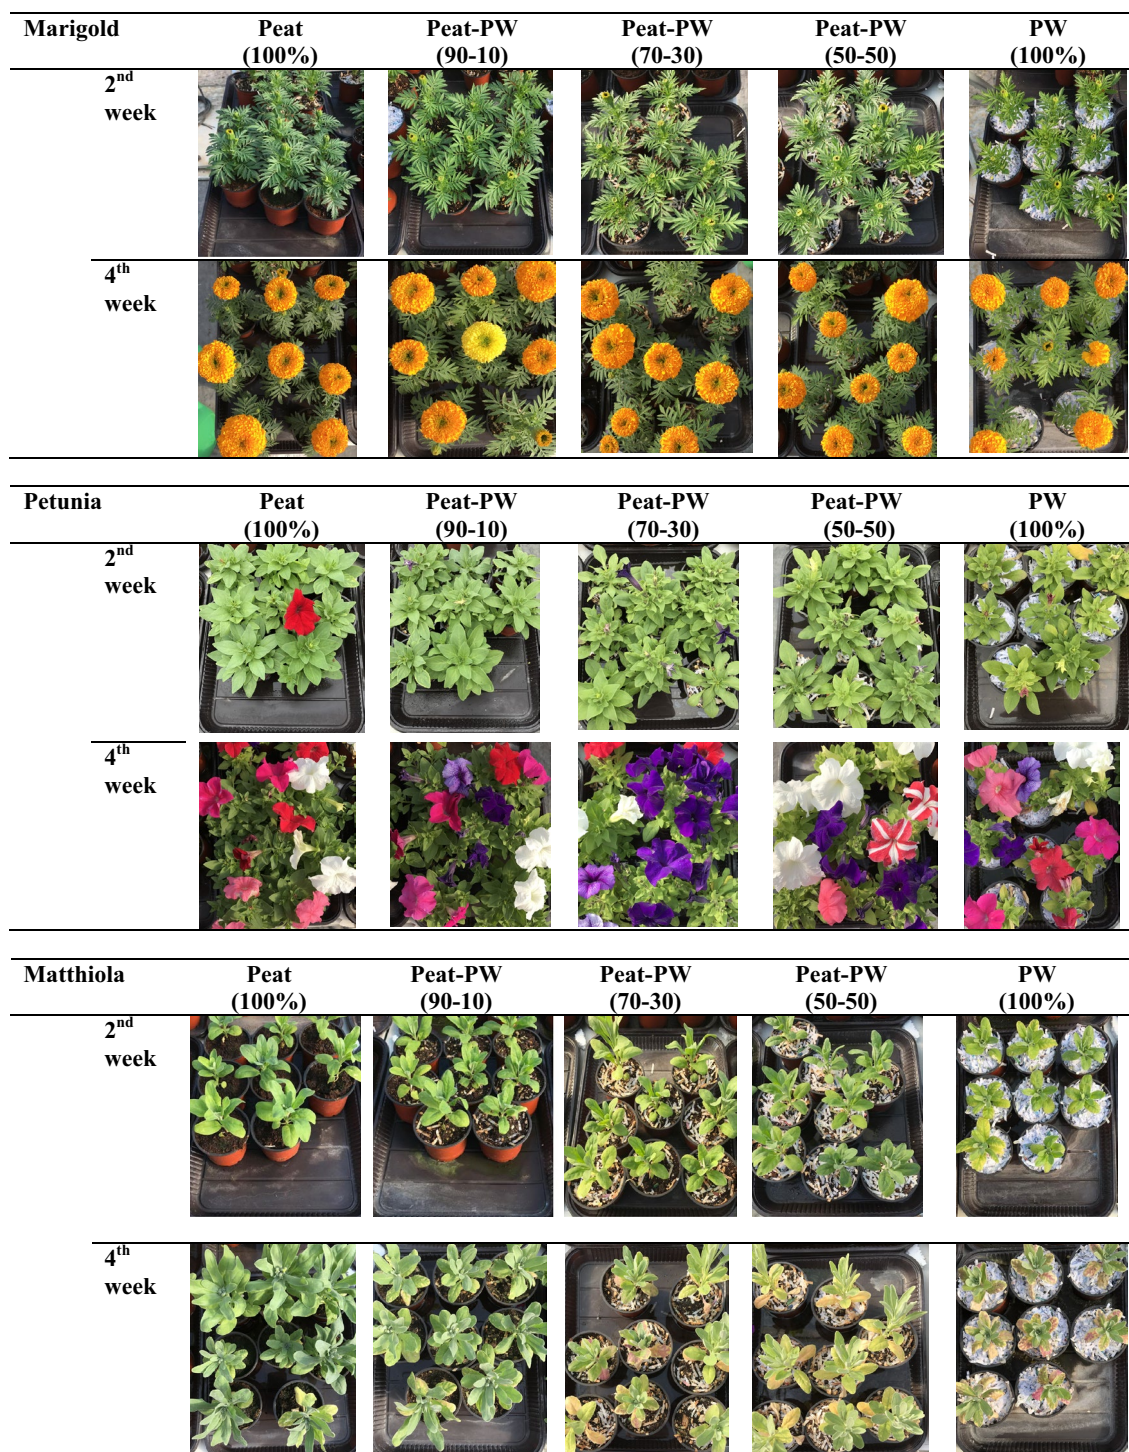 Marigold Peat Peat-PW Peat-PW Peat-PW PW
(100%) (90-10) (70-30) (50-50) (100%)
2nd
week
4th
week
Petunia Peat Peat-PW Peat-PW Peat-PW PW
(100%) (90-10) (70-30) (50-50) (100%)
2nd
week
4th
week
Matthiola Peat Peat-PW Peat-PW Peat-PW PW
(100%) (90-10) (70-30) (50-50) (100%)
2nd
week
4th
week